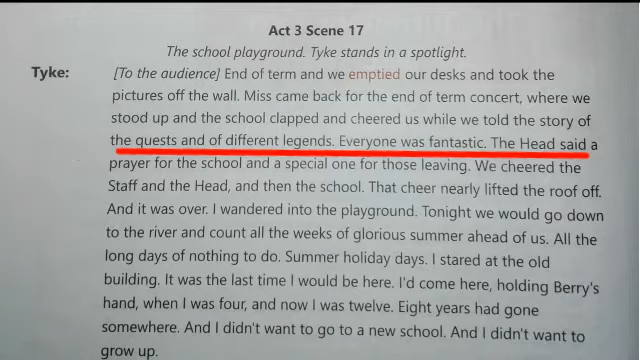 Act 3 Scene 17
The school playground. Tyke stands in a spotlight.
Tyke: [To the audience] End of term and we emptied our desks and took the
pictures off the wall. Miss came back for the end of term concert, where we
stood up and the school clapped and cheered us while we told the story of
the quests and of different legends. Everyone was fantastic. The Head said a
prayer for the school and a special one for those leaving. We cheered the
Staff and the Head, and then the school. That cheer nearly lifted the roof off.
And it was over. I wandered into the playground. Tonight we would go down
to the river and count all the weeks of glorious summer ahead of us. All the
long days of nothing to do. Summer holiday days. I stared at the old
building. It was the last time I would be here. I'd come here, holding Berry's
hand, when I was four, and now I was twelve. Eight years had gone
somewhere. And I didn't want to go to a new school. And I didn't want to
grow up.